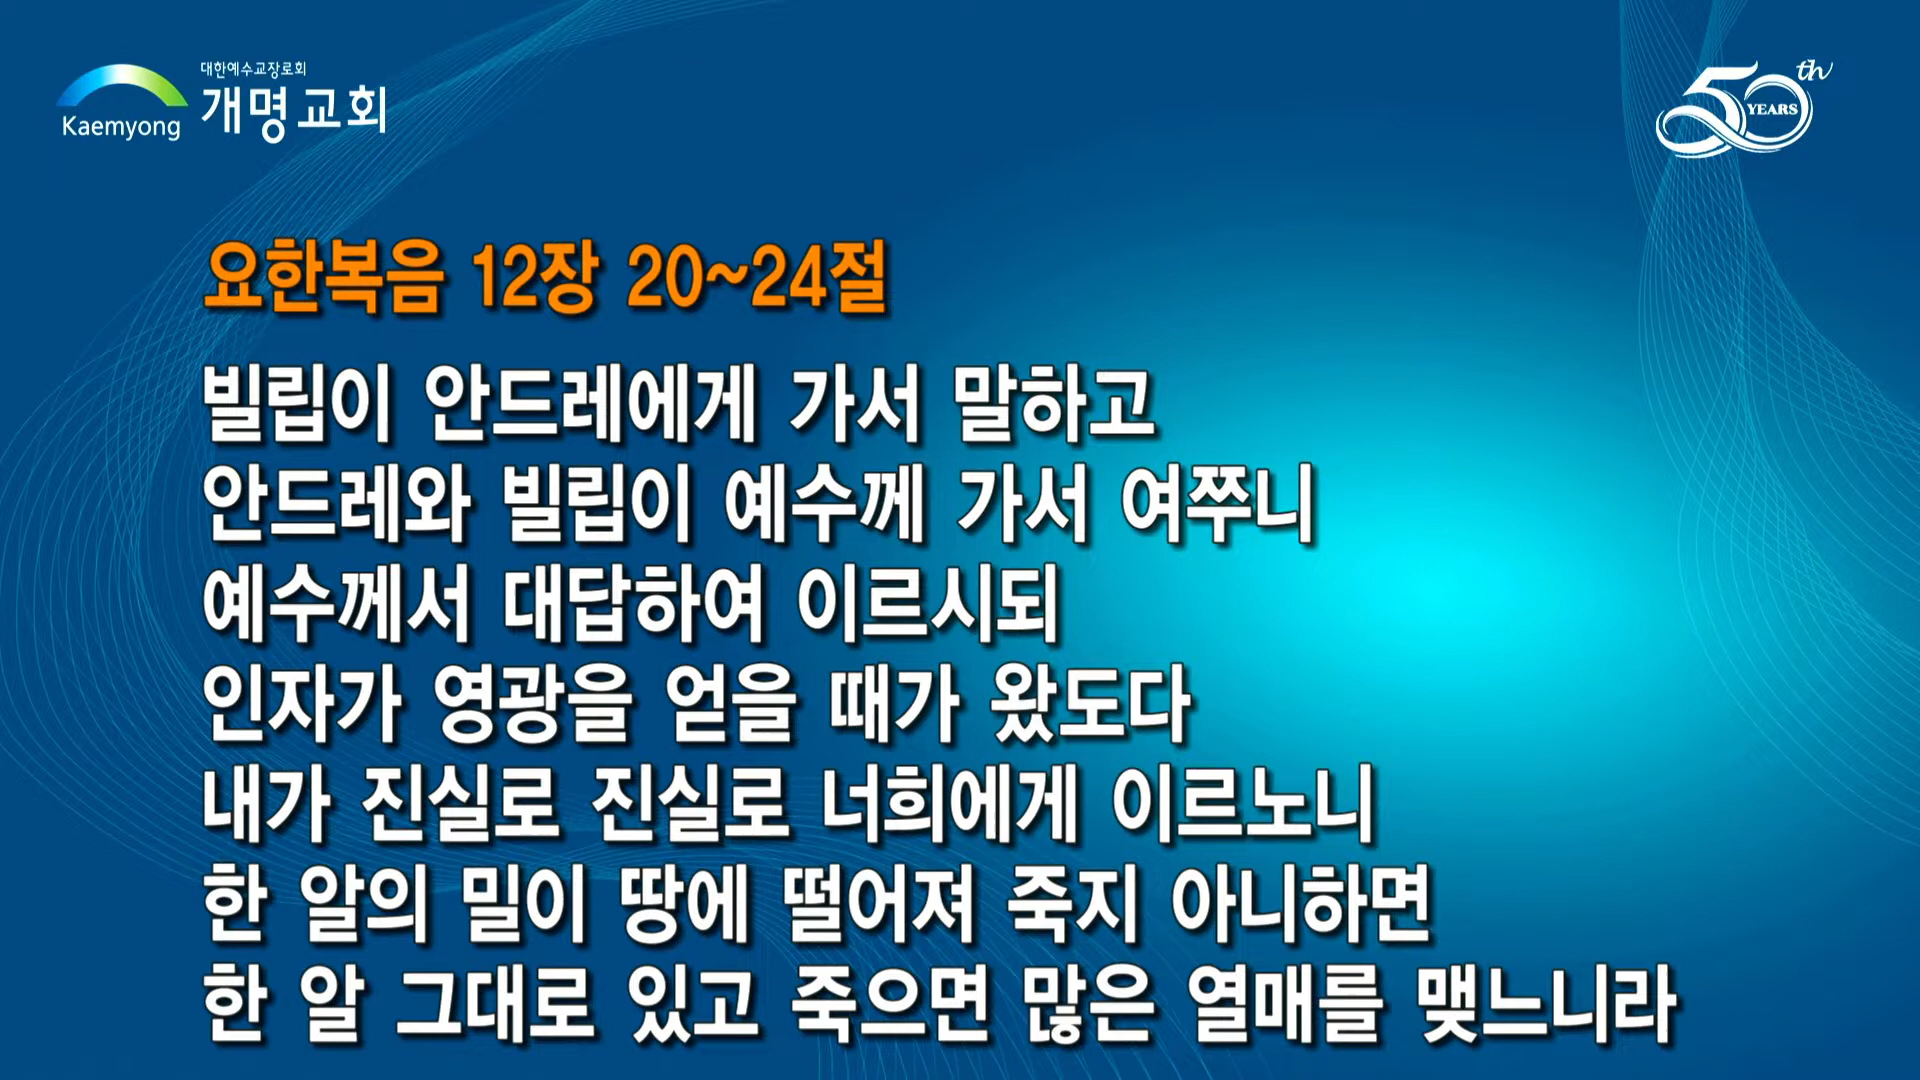 대한예수교장로회
개명교회
Kaemyong
50th
YEARS
요한복음 12장 20~24절
빌립이 안드레에게 가서 말하고
안드레와 빌립이 예수께 가서 여쭈니
예수께서 대답하여 이르시되
인자가 영광을 얻을 때가 왔도다
내가 진실로 진실로 너희에게 이르노니
한 알의 밀이 땅에 떨어져 죽지 아니하면
한 알 그대로 있고 죽으면 많은 열매를 맺느니라